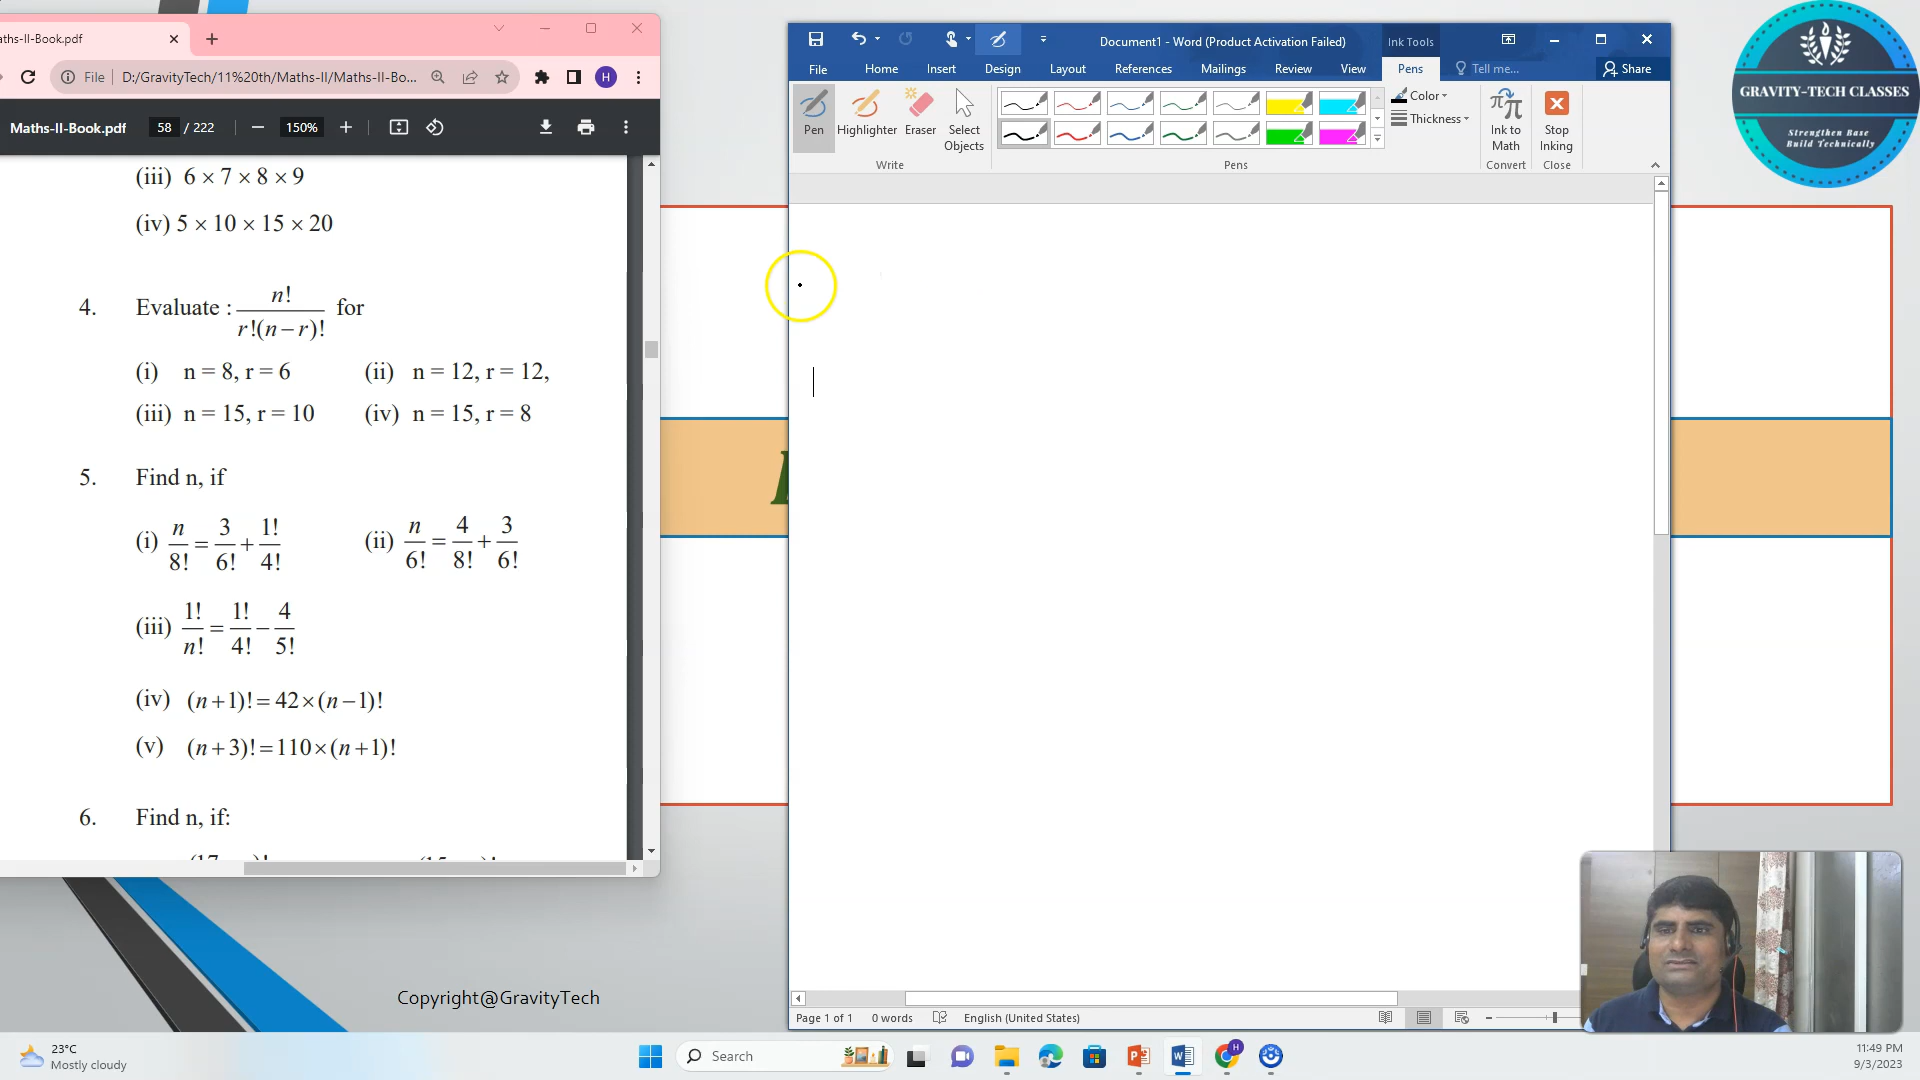 ths-II-Book.pdf
File D:/GravityTech/11%20th/Maths-II/Maths-II-Bo...
H
Maths-II-Book.pdf 58 / 222 150%
(iii) 6 × 7 × 8 × 9
(iv) 5 × 10 × 15 × 20
4. Evaluate : n! / r!(n−r)! for
(i) n = 8, r = 6 (ii) n = 12, r = 12,
(iii) n = 15, r = 10 (iv) n = 15, r = 8
5. Find n, if
(i) n/8! = 3/6! + 1!/4! (ii) n/6! = 4/8! + 3/6!
(iii) 1!/n! = 1!/4! − 4/5!
(iv) (n+1)! = 42×(n−1)!
(v) (n+3)! = 110×(n+1)!
6. Find n, if:
Document1 - Word (Product Activation Failed) Ink Tools
File Home Insert Design Layout References Mailings Review View Pens Tell me... Share
Pen Highlighter Eraser Select Objects
Color
Thickness
Ink to Math
Stop Inking
Write Pens Convert Close
GRAVITY-TECH CLASSES
Strengthen Base
Build Technically
Page 1 of 1 0 words English (United States)
Copyright@GravityTech
23°C
Mostly cloudy
Search
11:49 PM
9/3/2023